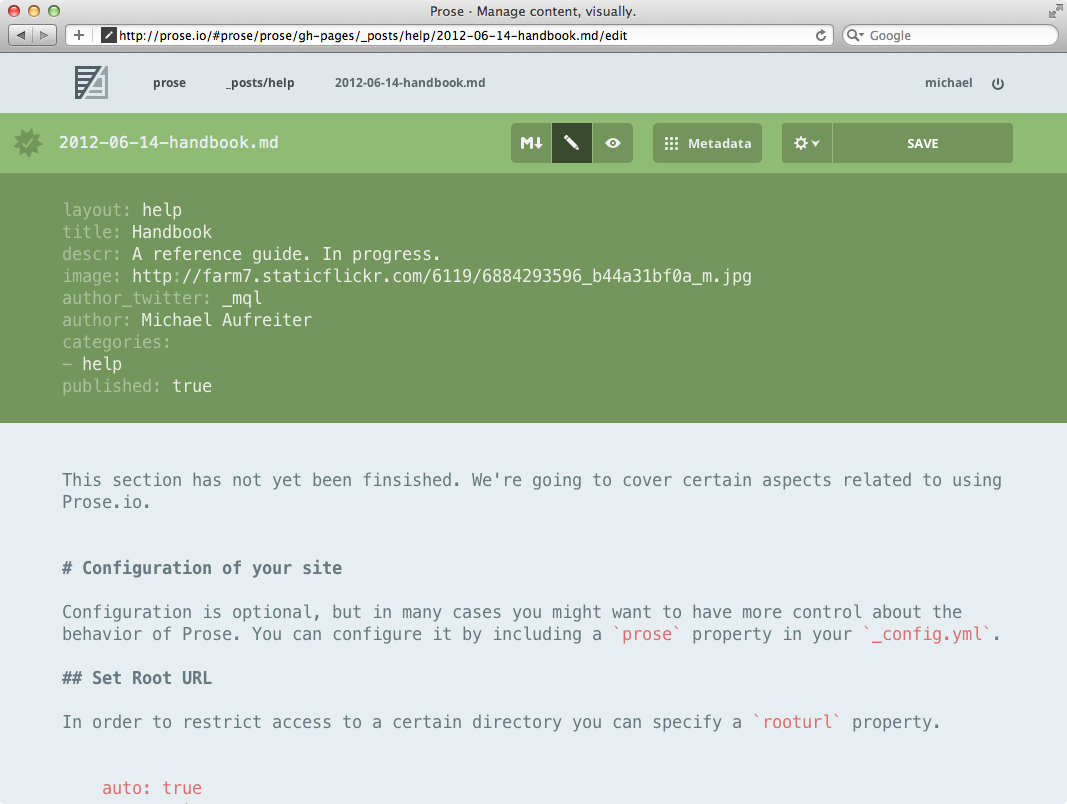 Prose · Manage content, visually.
http://prose.io/#prose/prose/gh-pages/_posts/help/2012-06-14-handbook.md/edit
Google
prose
_posts/help
2012-06-14-handbook.md
michael
2012-06-14-handbook.md
M↓
Metadata
SAVE
layout: help
title: Handbook
descr: A reference guide. In progress.
image: http://farm7.staticflickr.com/6119/6884293596_b44a31bf0a_m.jpg
author_twitter: _mql
author: Michael Aufreiter
categories:
- help
published: true
This section has not yet been finsished. We're going to cover certain aspects related to using
Prose.io.
# Configuration of your site
Configuration is optional, but in many cases you might want to have more control about the
behavior of Prose. You can configure it by including a `prose` property in your `_config.yml`.
## Set Root URL
In order to restrict access to a certain directory you can specify a `rooturl` property.
auto: true